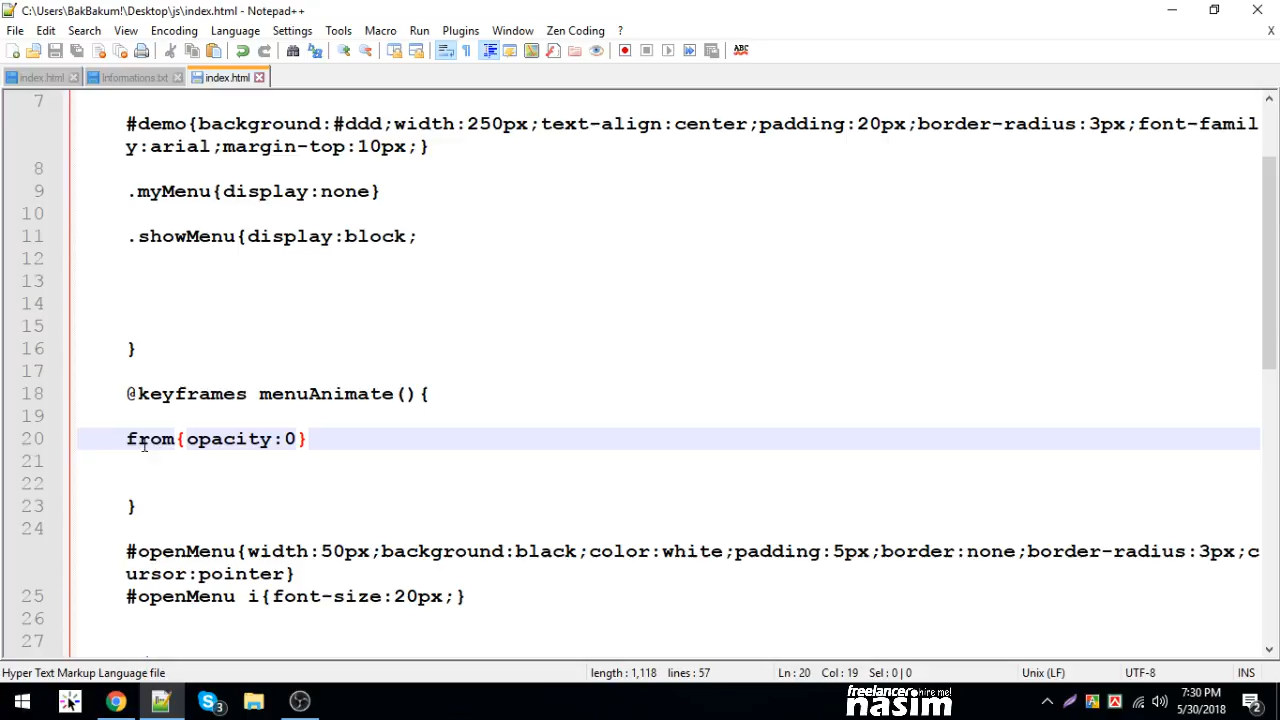 C:\Users\BakBakum!\Desktop\js\index.html - Notepad++
File Edit Search View Encoding Language Settings Tools Macro Run Plugins Window Zen Coding ? X
ABC
index.html Informations.txt index.html
7
#demo{background:#ddd;width:250px;text-align:center;padding:20px;border-radius:3px;font-famil
y:arial;margin-top:10px;}
8
9 .myMenu{display:none}
10
11 .showMenu{display:block;
12
13
14
15
16 }
17
18 @keyframes menuAnimate(){
19
20 from{opacity:0}
21
22
23 }
24
#openMenu{width:50px;background:black;color:white;padding:5px;border:none;border-radius:3px;c
ursor:pointer}
25 #openMenu i{font-size:20px;}
26
27
Hyper Text Markup Language file length : 1,118 lines : 57 Ln : 20 Col : 19 Sel : 0 | 0 Unix (LF) UTF-8 INS
3 freelancer hire me! nasim 7:30 PM
5/30/2018 2